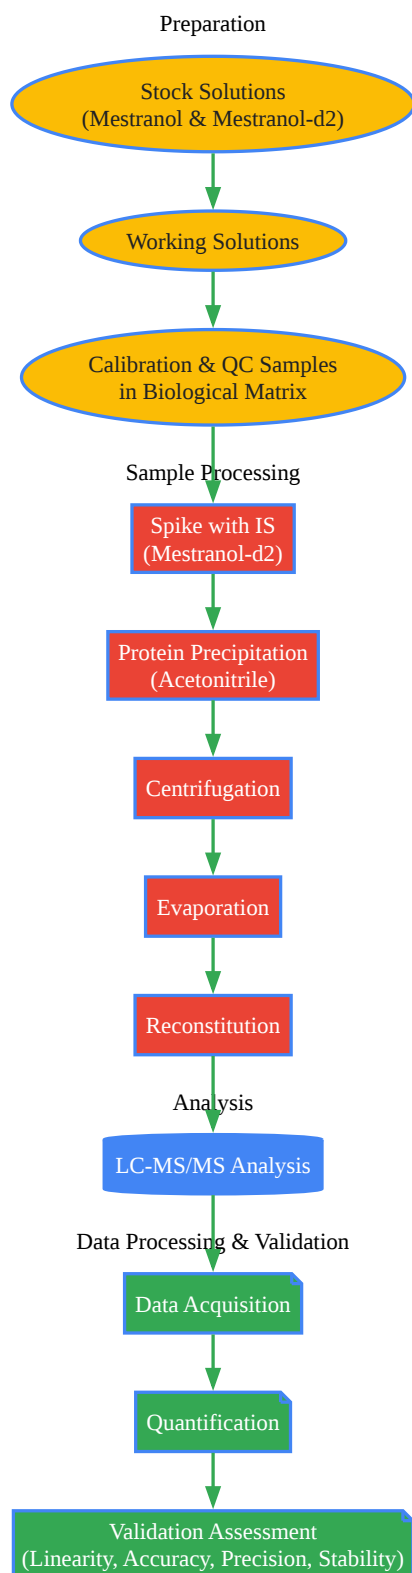 Preparation
Stock Solutions
(Mestranol & Mestranol-d2)
Working Solutions
Calibration & QC Samples
in Biological Matrix
Sample Processing
Spike with IS
(Mestranol-d2)
Protein Precipitation
(Acetonitrile)
Centrifugation
Evaporation
Reconstitution
Analysis
LC-MS/MS Analysis
Data Processing & Validation
Data Acquisition
Quantification
Validation Assessment
(Linearity, Accuracy, Precision, Stability)